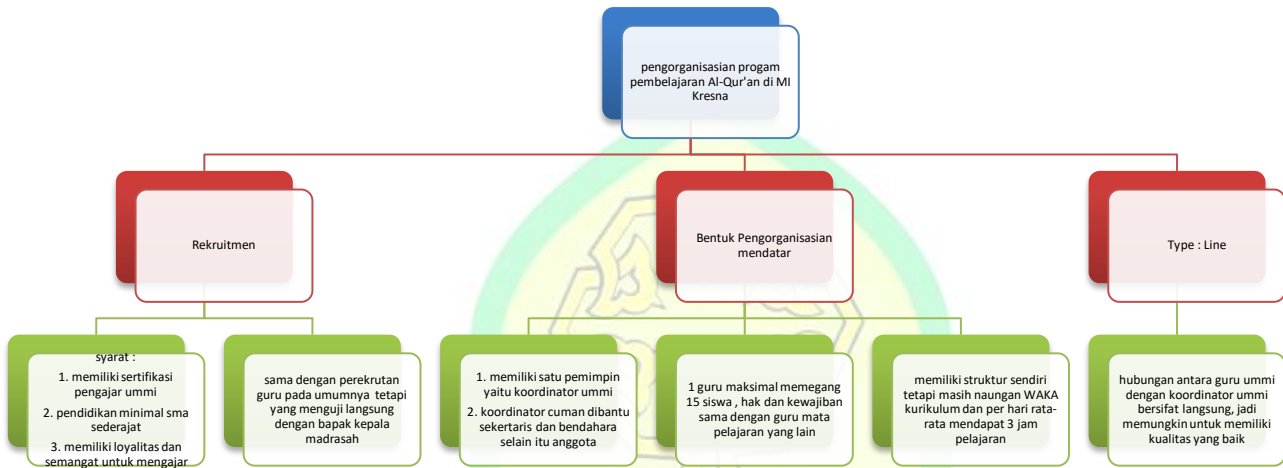 pengorganisasian progam
pembelajaran Al-Qur'an di MI
Kresna
Rekruitmen
Bentuk Pengorganisasian
mendatar
Type : Line
syarat :
1. memiliki sertifikasi
pengajar ummi
2. pendidikan minimal sma
sederajat
3. memiliki loyalitas dan
semangat untuk mengajar
sama dengan perekrutan
guru pada umumnya tetapi
yang menguji langsung
dengan bapak kepala
madrasah
1. memiliki satu pemimpin
yaitu koordinator ummi
2. koordinator cuman dibantu
sekertaris dan bendahara
selain itu anggota
1 guru maksimal memegang
15 siswa , hak dan kewajiban
sama dengan guru mata
pelajaran yang lain
memiliki struktur sendiri
tetapi masih naungan WAKA
kurikulum dan per hari rata-
rata mendapat 3 jam
pelajaran
hubungan antara guru ummi
dengan koordinator ummi
bersifat langsung, jadi
memungkin untuk memiliki
kualitas yang baik